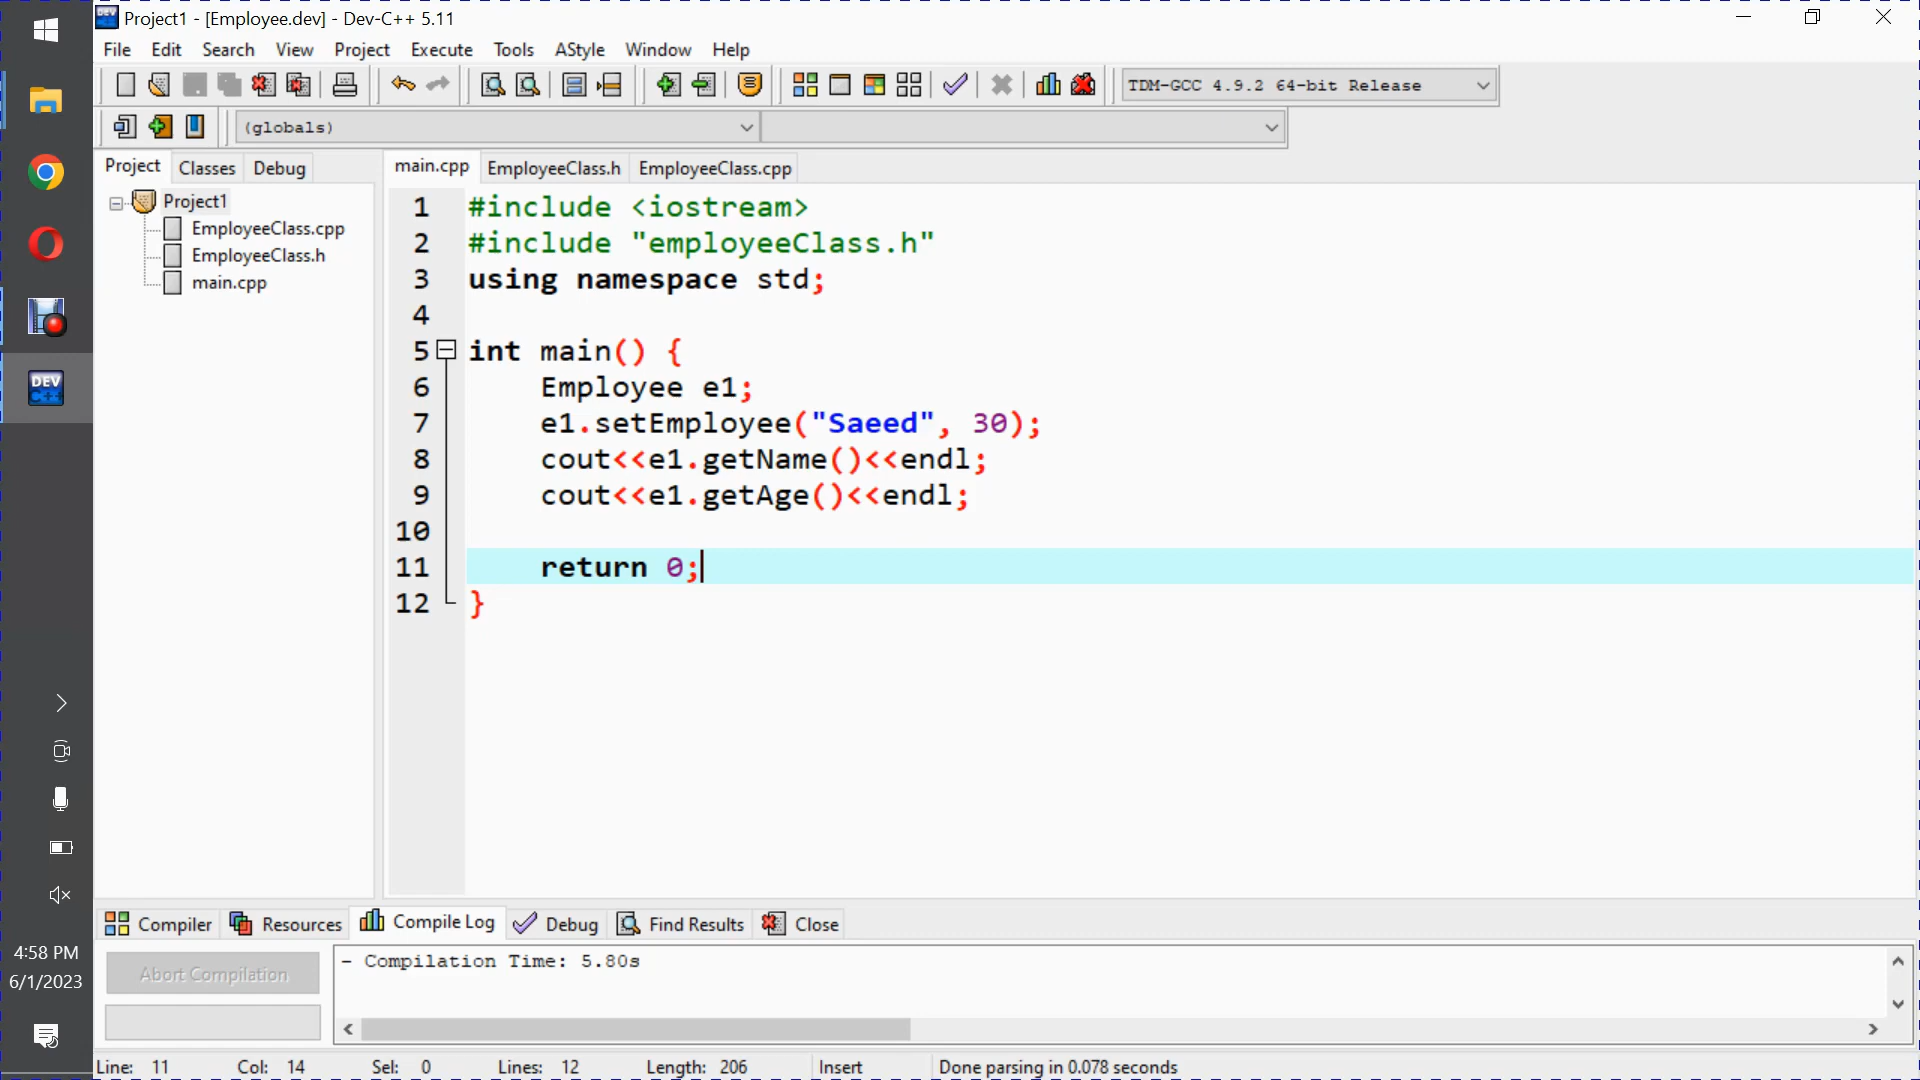 Project1 - [Employee.dev] - Dev-C++ 5.11
File Edit Search View Project Execute Tools AStyle Window Help
TDM-GCC 4.9.2 64-bit Release
(globals)
Project Classes Debug
main.cpp EmployeeClass.h EmployeeClass.cpp
Project1
EmployeeClass.cpp
EmployeeClass.h
main.cpp
1 #include <iostream>
2 #include "employeeClass.h"
3 using namespace std;
4
5 int main() {
6 Employee e1;
7 e1.setEmployee("Saeed", 30);
8 cout<<e1.getName()<<endl;
9 cout<<e1.getAge()<<endl;
10
11 return 0;
12 }
DEV C++
Compiler Resources Compile Log Debug Find Results Close
Abort Compilation
- Compilation Time: 5.80s
4:58 PM
6/1/2023
Line: 11 Col: 14 Sel: 0 Lines: 12 Length: 206 Insert Done parsing in 0.078 seconds